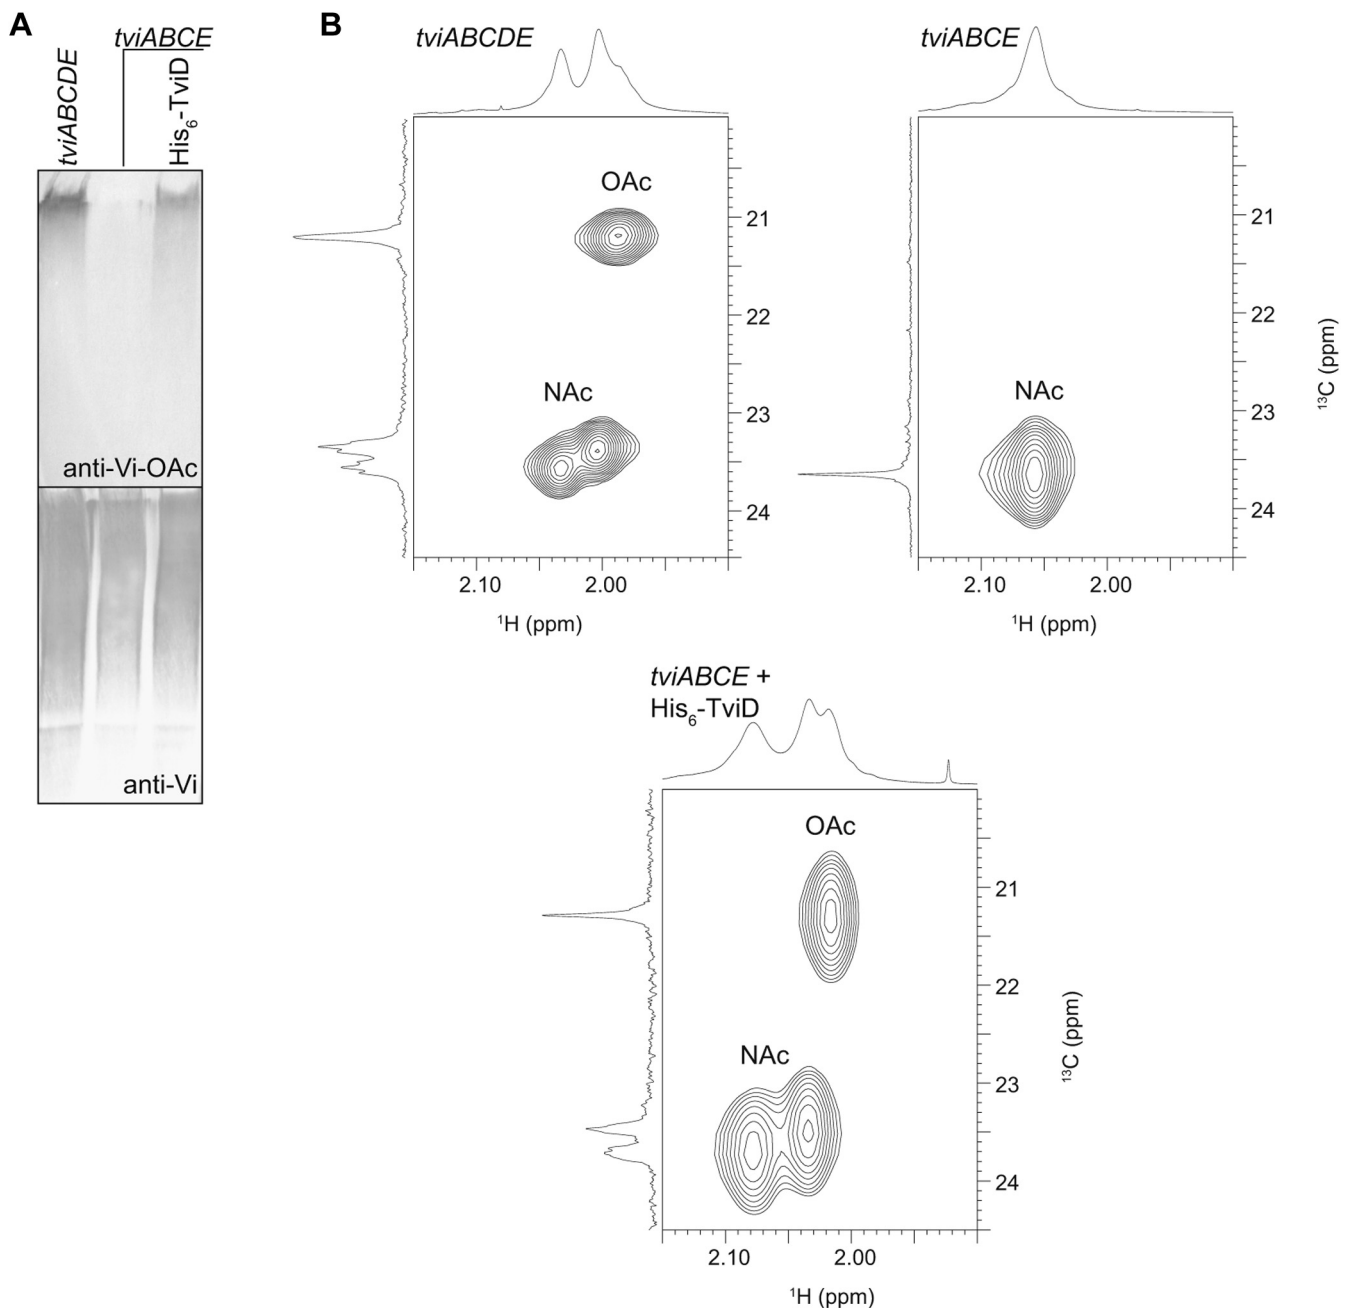 A
tviABCDE
tviABCE
His6-TviD
anti-Vi-OAc
anti-Vi
B
tviABCDE
OAc
NAc
21
22
23
24
2.10 2.00
1H (ppm)
tviABCE
NAc
21
22
23
24
13C (ppm)
2.10 2.00
1H (ppm)
tviABCE +
His6-TviD
OAc
NAc
21
22
23
24
13C (ppm)
2.10 2.00
1H (ppm)